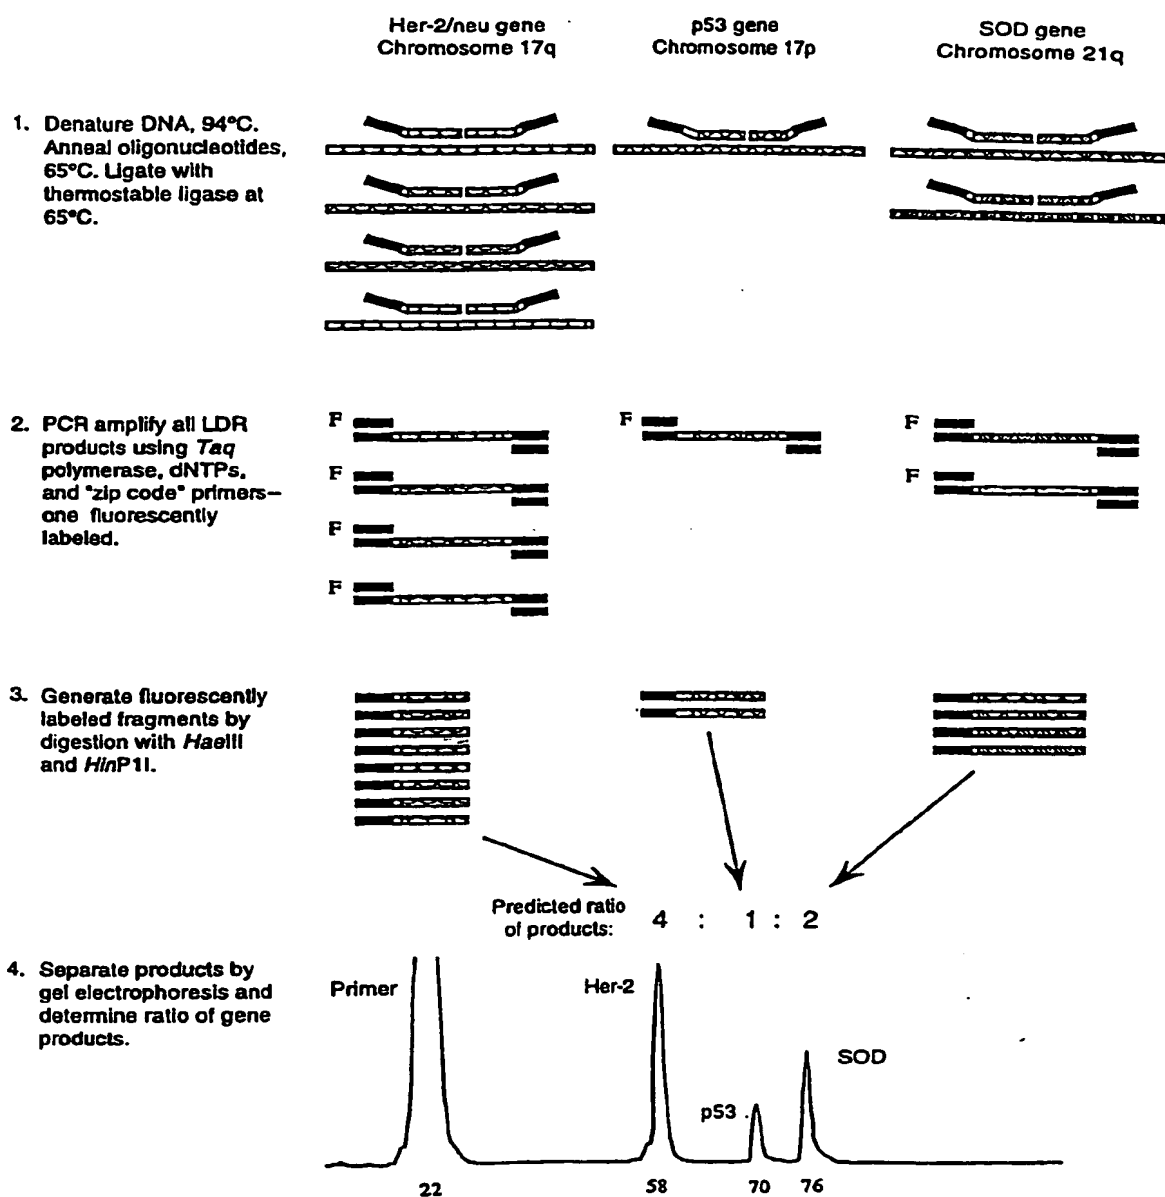 Her-2/neu gene
Chromosome 17q
p53 gene
Chromosome 17p
SOD gene
Chromosome 21q
1. Denature DNA, 94°C.
Anneal oligonucleotides,
65°C. Ligate with
thermostable ligase at
65°C.
2. PCR amplify all LDR
products using Taq
polymerase, dNTPs,
and "zip code" primers–
one fluorescently
labeled.
F
F
F
F
F
F
F
3. Generate fluorescently
labeled fragments by
digestion with HaeIII
and HinP1I.
Predicted ratio
of products:
4 : 1 : 2
4. Separate products by
gel electrophoresis and
determine ratio of gene
products.
Primer
Her-2
p53
SOD
22
58
70
76